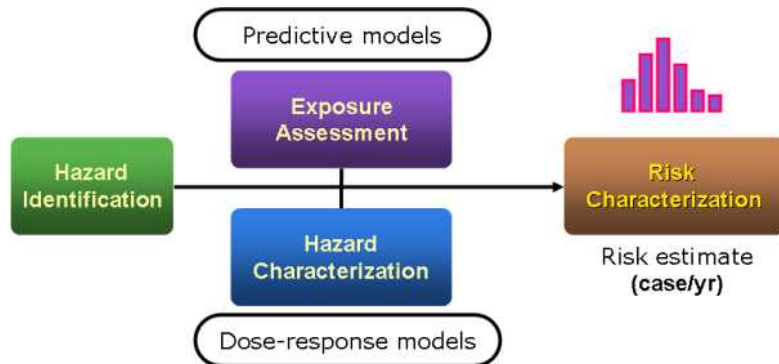 Predictive models
Exposure
Assessment
Hazard
Identification
Risk
Characterization
Hazard
Characterization
Risk estimate
(case/yr)
Dose-response models